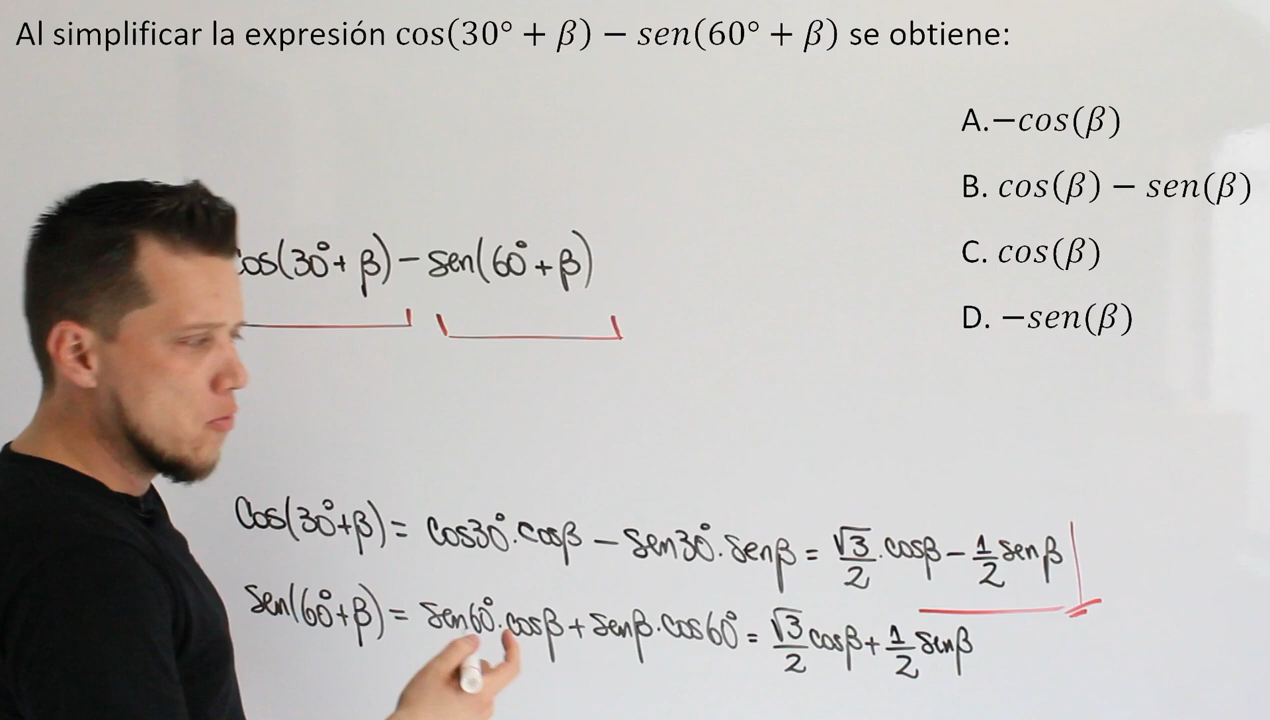 Al simplificar la expresión cos(30° + β) − sen(60° + β) se obtiene:
A.−cos(β)
B. cos(β) − sen(β)
C. cos(β)
D. −sen(β)
cos(30°+ β) − sen(60°+β)
Cos(30°+β) = cos30°.cosβ − sen30°.senβ = √3/2 .cosβ − 1/2 senβ
sen(60°+β) = sen60°.cosβ + senβ.cos60° = √3/2 cosβ + 1/2 senβ